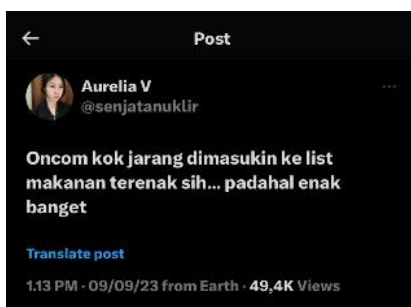 Post
Aurelia V
@senjatanuklir
Oncom kok jarang dimasukin ke list
makanan terenak sih... padahal enak
banget
Translate post
1.13 PM · 09/09/23 from Earth · 49,4K Views